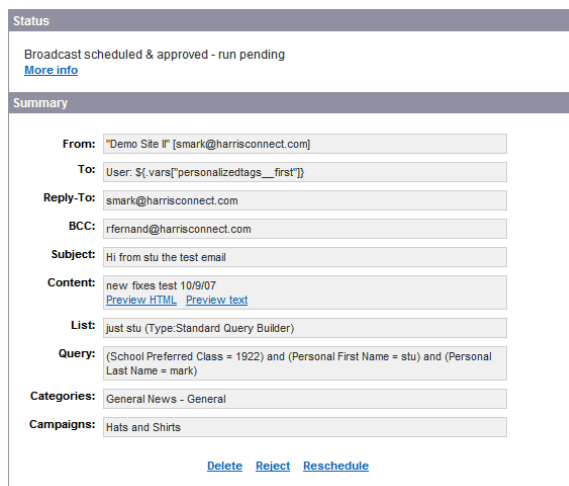 Status
Broadcast scheduled & approved - run pending
More info
Summary
From: "Demo Site II" [smark@harrisconnect.com]
To: User: ${.vars["personalizedtags__first"]}
Reply-To: smark@harrisconnect.com
BCC: rfernand@harrisconnect.com
Subject: Hi from stu the test email
Content: new fixes test 10/9/07
Preview HTML Preview text
List: just stu (Type:Standard Query Builder)
Query: (School Preferred Class = 1922) and (Personal First Name = stu) and (Personal
Last Name = mark)
Categories: General News - General
Campaigns: Hats and Shirts
Delete Reject Reschedule